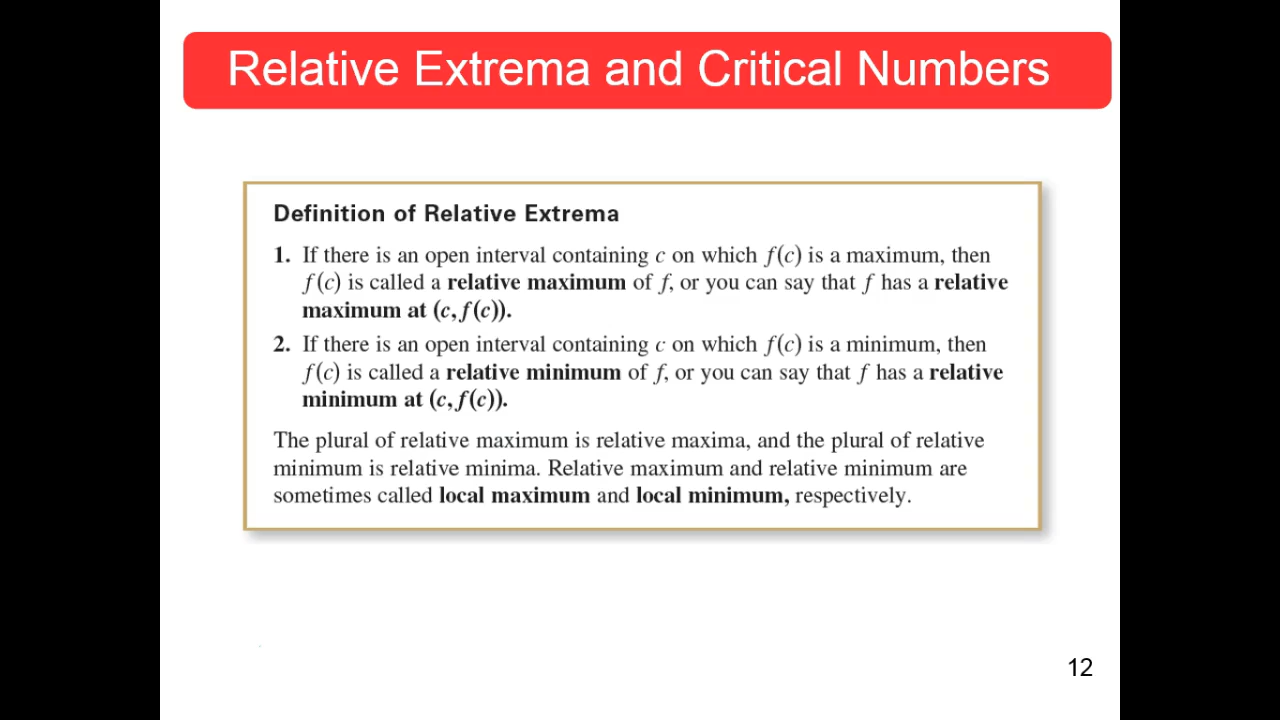 Relative Extrema and Critical Numbers
Definition of Relative Extrema
1. If there is an open interval containing c on which f(c) is a maximum, then
f(c) is called a relative maximum of f, or you can say that f has a relative
maximum at (c, f(c)).
2. If there is an open interval containing c on which f(c) is a minimum, then
f(c) is called a relative minimum of f, or you can say that f has a relative
minimum at (c, f(c)).
The plural of relative maximum is relative maxima, and the plural of relative
minimum is relative minima. Relative maximum and relative minimum are
sometimes called local maximum and local minimum, respectively.
12